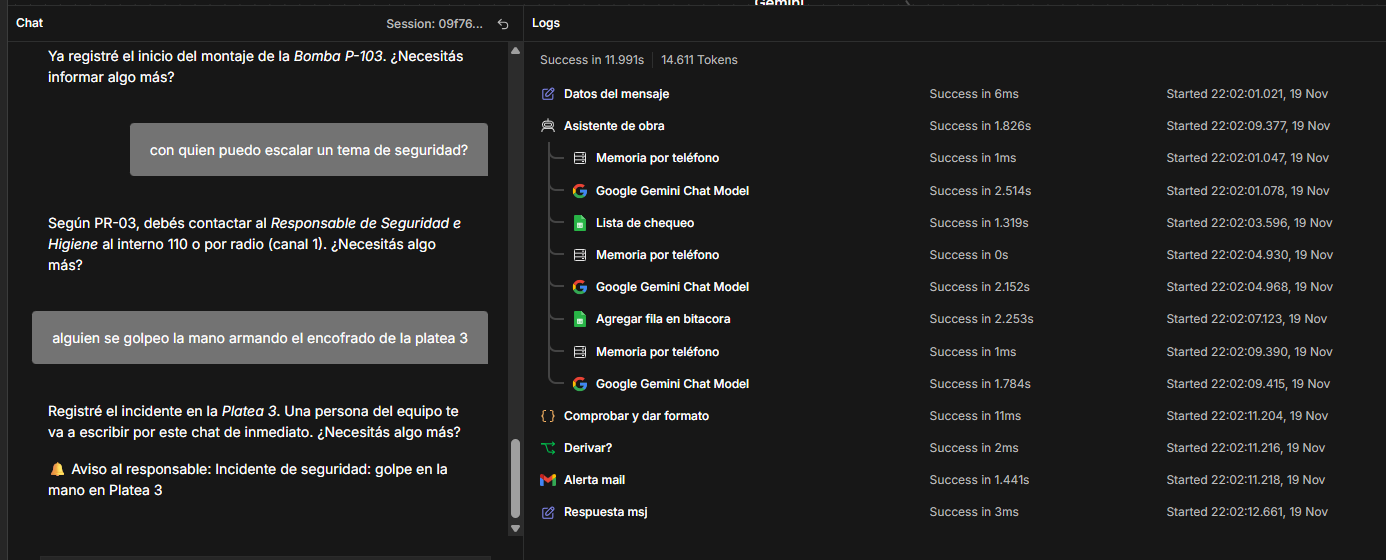 Gemini
Chat
Session: 09f76...
Logs
Ya registré el inicio del montaje de la Bomba P-103. ¿Necesitás
informar algo más?
con quien puedo escalar un tema de seguridad?
Según PR-03, debés contactar al Responsable de Seguridad e
Higiene al interno 110 o por radio (canal 1). ¿Necesitás algo
más?
alguien se golpeo la mano armando el encofrado de la platea 3
Registré el incidente en la Platea 3. Una persona del equipo te
va a escribir por este chat de inmediato. ¿Necesitás algo más?
🔔 Aviso al responsable: Incidente de seguridad: golpe en la
mano en Platea 3
Success in 11.991s | 14.611 Tokens
Datos del mensaje Success in 6ms Started 22:02:01.021, 19 Nov
Asistente de obra Success in 1.826s Started 22:02:09.377, 19 Nov
Memoria por teléfono Success in 1ms Started 22:02:01.047, 19 Nov
Google Gemini Chat Model Success in 2.514s Started 22:02:01.078, 19 Nov
Lista de chequeo Success in 1.319s Started 22:02:03.596, 19 Nov
Memoria por teléfono Success in 0s Started 22:02:04.930, 19 Nov
Google Gemini Chat Model Success in 2.152s Started 22:02:04.968, 19 Nov
Agregar fila en bitacora Success in 2.253s Started 22:02:07.123, 19 Nov
Memoria por teléfono Success in 1ms Started 22:02:09.390, 19 Nov
Google Gemini Chat Model Success in 1.784s Started 22:02:09.415, 19 Nov
Comprobar y dar formato Success in 11ms Started 22:02:11.204, 19 Nov
Derivar? Success in 2ms Started 22:02:11.216, 19 Nov
Alerta mail Success in 1.441s Started 22:02:11.218, 19 Nov
Respuesta msj Success in 3ms Started 22:02:12.661, 19 Nov